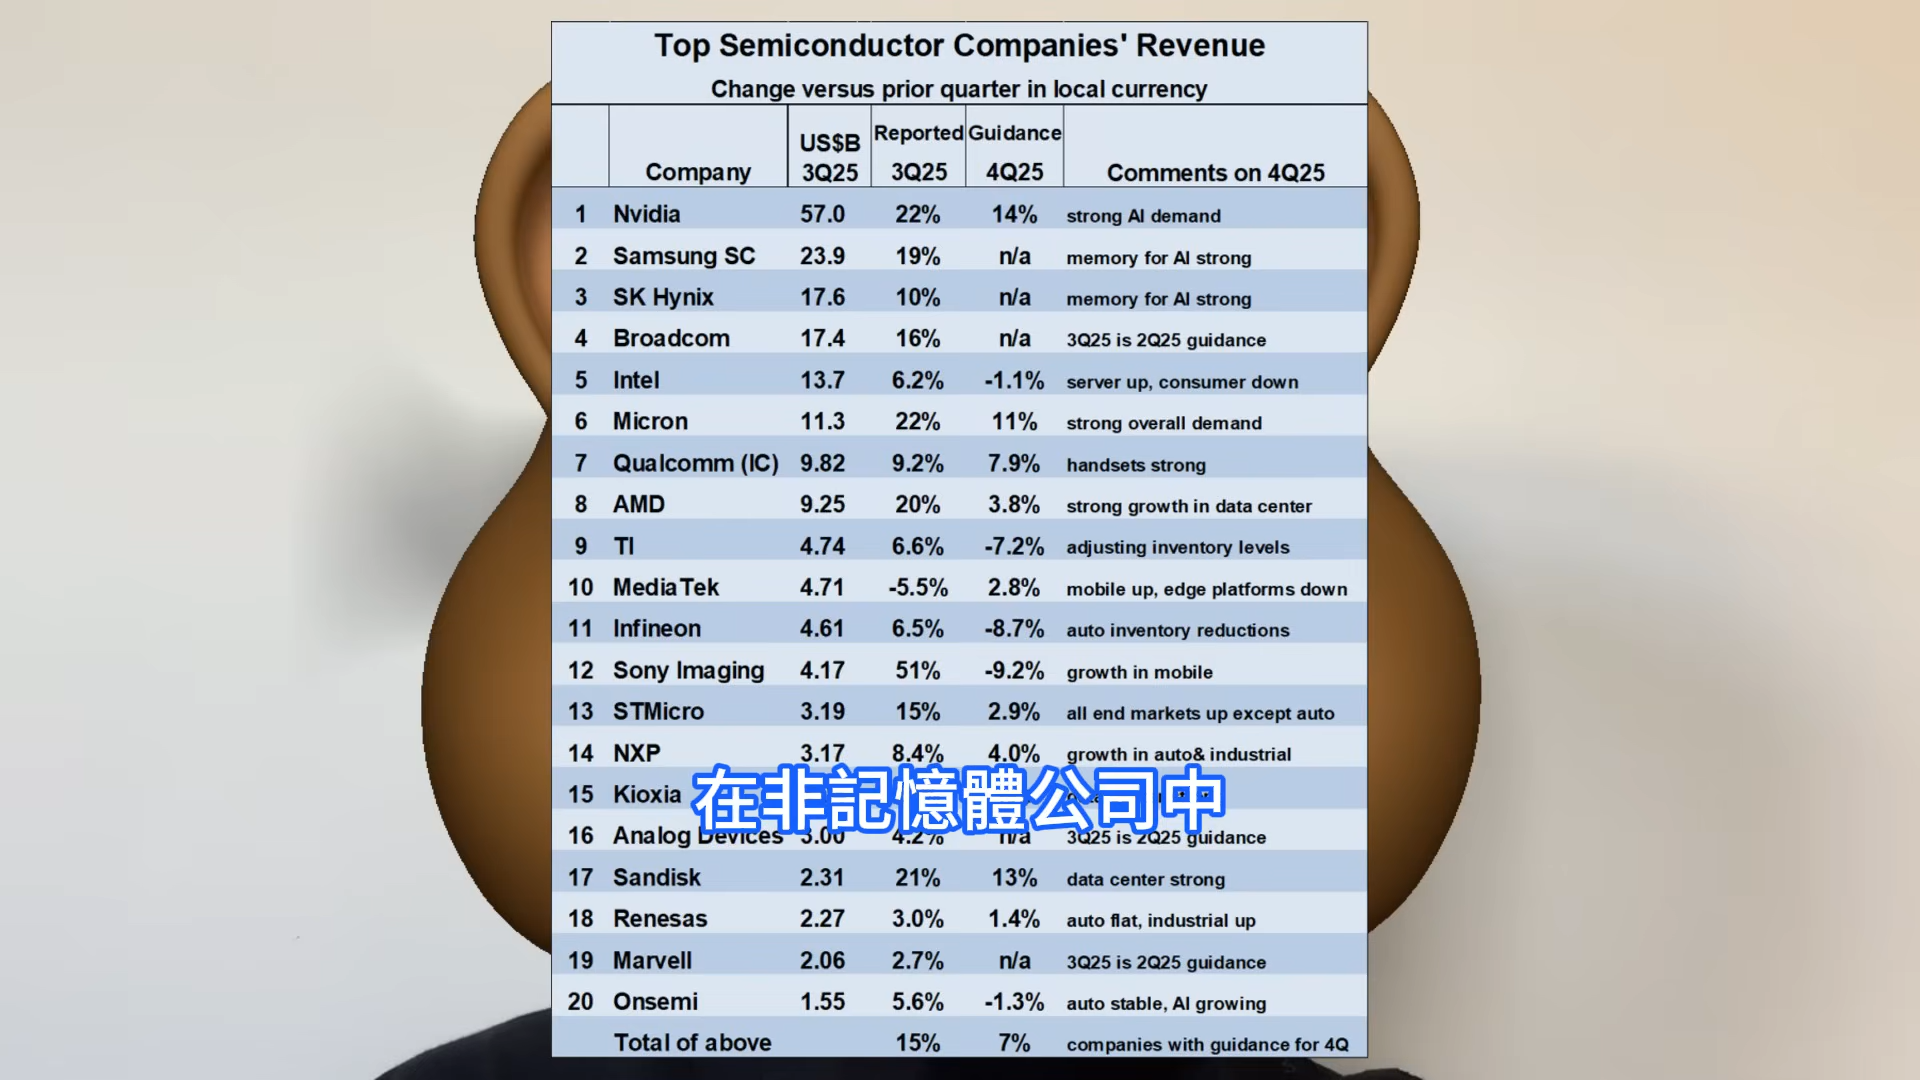 Top Semiconductor Companies' Revenue
Change versus prior quarter in local currency
Company US$B 3Q25 Reported 3Q25 Guidance 4Q25 Comments on 4Q25
1 Nvidia 57.0 22% 14% strong AI demand
2 Samsung SC 23.9 19% n/a memory for AI strong
3 SK Hynix 17.6 10% n/a memory for AI strong
4 Broadcom 17.4 16% n/a 3Q25 is 2Q25 guidance
5 Intel 13.7 6.2% -1.1% server up, consumer down
6 Micron 11.3 22% 11% strong overall demand
7 Qualcomm (IC) 9.82 9.2% 7.9% handsets strong
8 AMD 9.25 20% 3.8% strong growth in data center
9 TI 4.74 6.6% -7.2% adjusting inventory levels
10 MediaTek 4.71 -5.5% 2.8% mobile up, edge platforms down
11 Infineon 4.61 6.5% -8.7% auto inventory reductions
12 Sony Imaging 4.17 51% -9.2% growth in mobile
13 STMicro 3.19 15% 2.9% all end markets up except auto
14 NXP 3.17 8.4% 4.0% growth in auto& industrial
15 Kioxia
在非記憶體公司中
16 Analog Devices 3.00 4.2% n/a 3Q25 is 2Q25 guidance
17 Sandisk 2.31 21% 13% data center strong
18 Renesas 2.27 3.0% 1.4% auto flat, industrial up
19 Marvell 2.06 2.7% n/a 3Q25 is 2Q25 guidance
20 Onsemi 1.55 5.6% -1.3% auto stable, AI growing
Total of above 15% 7% companies with guidance for 4Q